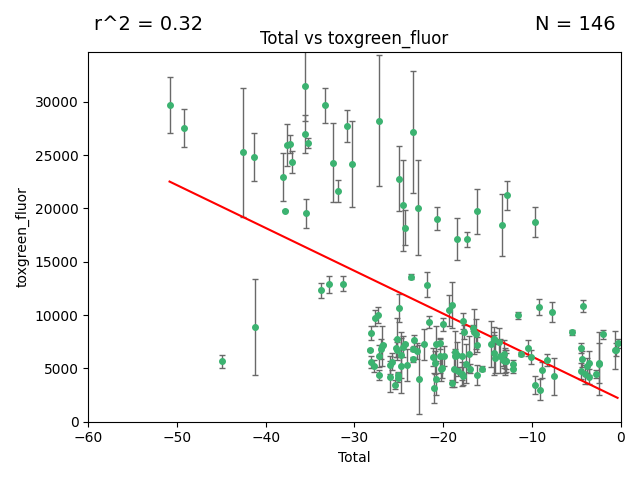 r^2 = 0.32
N = 146
Total vs toxgreen_fluor
30000
25000
20000
15000
10000
5000
0
toxgreen_fluor
−60
−50
−40
−30
−20
−10
0
Total